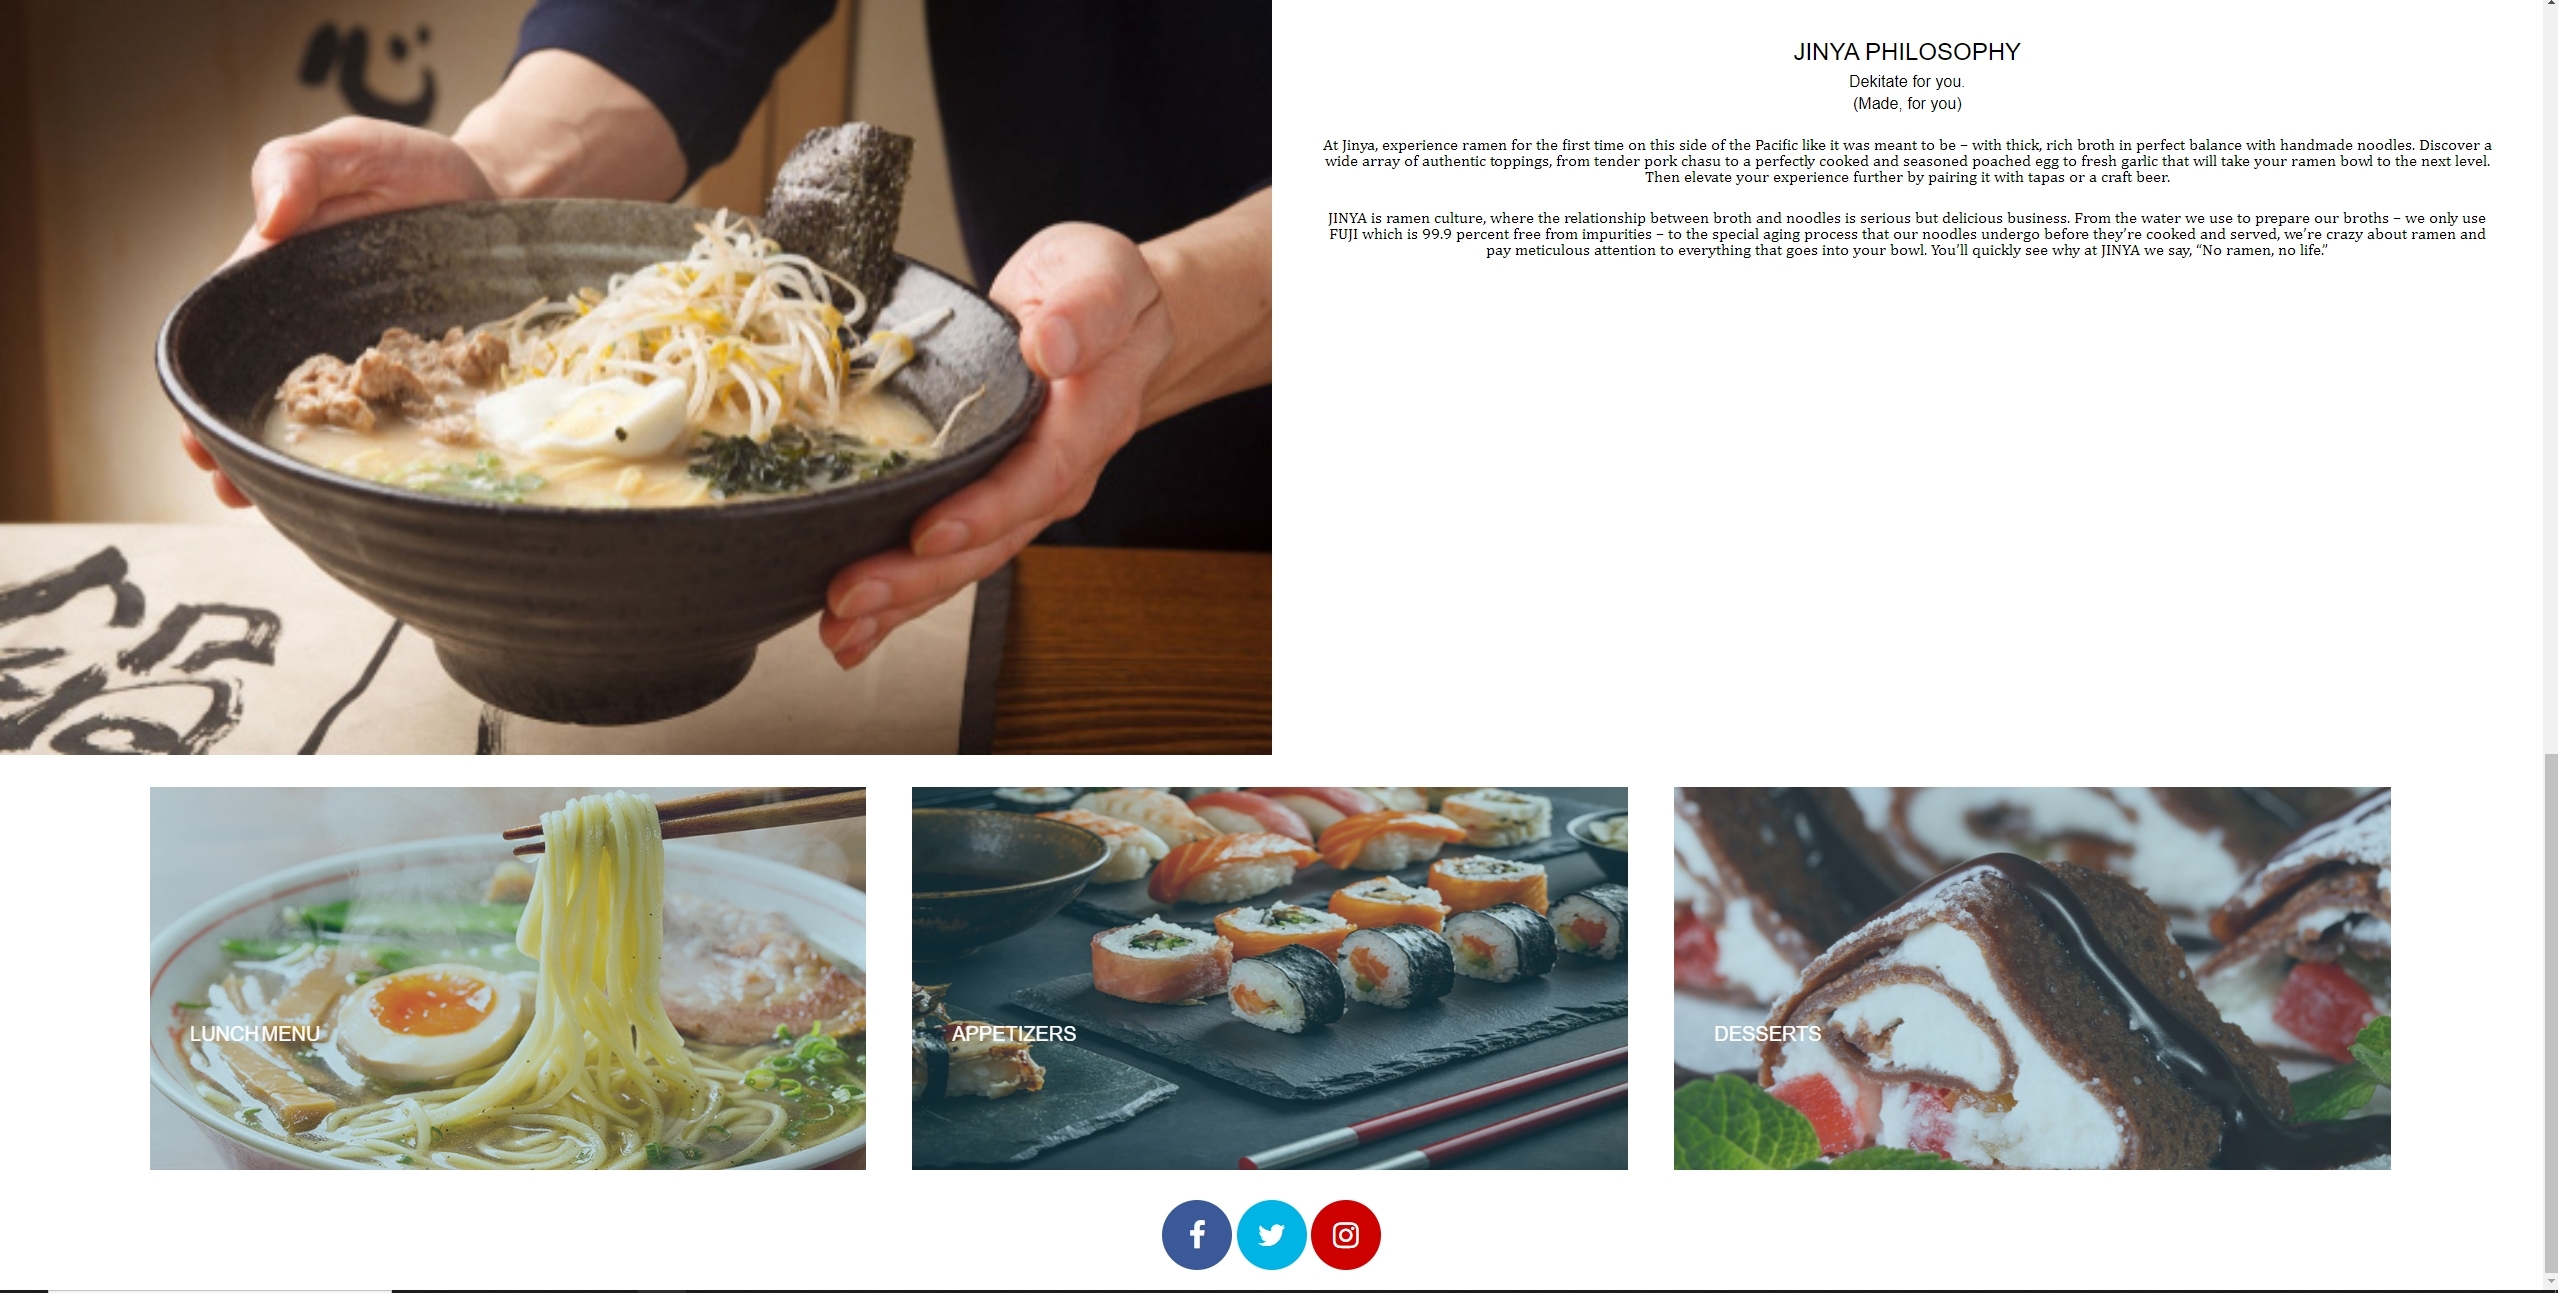 心
JINYA PHILOSOPHY
Dekitate for you.
(Made, for you)
At Jinya, experience ramen for the first time on this side of the Pacific like it was meant to be – with thick, rich broth in perfect balance with handmade noodles. Discover a
wide array of authentic toppings, from tender pork chasu to a perfectly cooked and seasoned poached egg to fresh garlic that will take your ramen bowl to the next level.
Then elevate your experience further by pairing it with tapas or a craft beer.
JINYA is ramen culture, where the relationship between broth and noodles is serious but delicious business. From the water we use to prepare our broths – we only use
FUJI which is 99.9 percent free from impurities – to the special aging process that our noodles undergo before they’re cooked and served, we’re crazy about ramen and
pay meticulous attention to everything that goes into your bowl. You’ll quickly see why at JINYA we say, “No ramen, no life.”
LUNCH MENU
APPETIZERS
DESSERTS